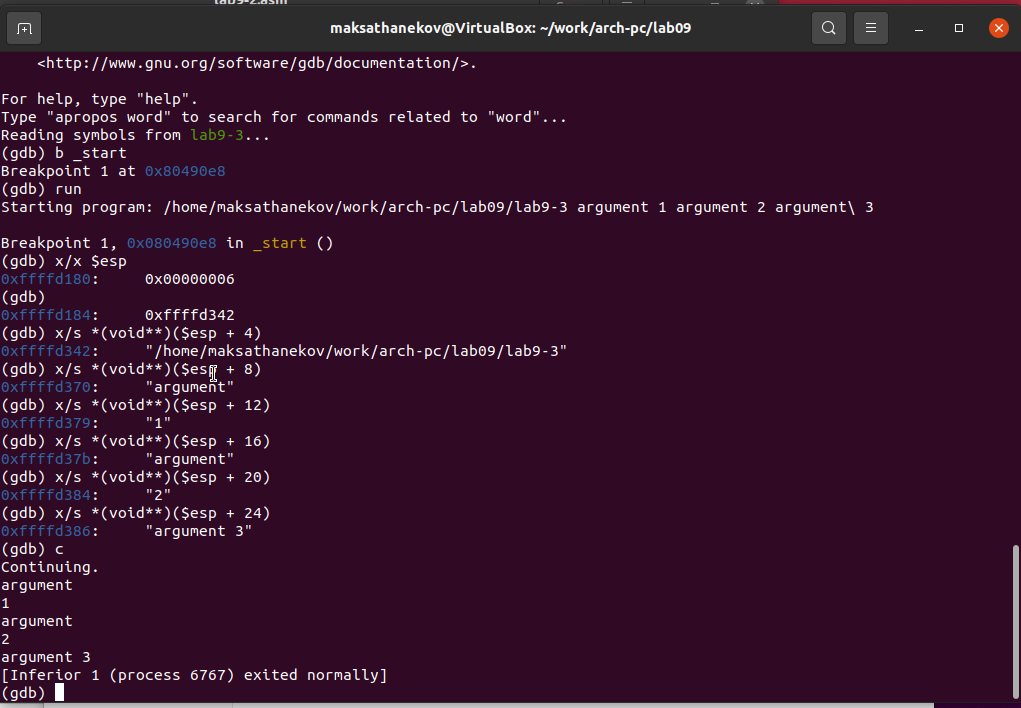 lab9-2.asm
maksathanekov@VirtualBox: ~/work/arch-pc/lab09
<http://www.gnu.org/software/gdb/documentation/>.
For help, type "help".
Type "apropos word" to search for commands related to "word"...
Reading symbols from lab9-3...
(gdb) b _start
Breakpoint 1 at 0x80490e8
(gdb) run
Starting program: /home/maksathanekov/work/arch-pc/lab09/lab9-3 argument 1 argument 2 argument\ 3
Breakpoint 1, 0x080490e8 in _start ()
(gdb) x/x $esp
0xffffd180: 0x00000006
(gdb)
0xffffd184: 0xffffd342
(gdb) x/s *(void**)($esp + 4)
0xffffd342: "/home/maksathanekov/work/arch-pc/lab09/lab9-3"
(gdb) x/s *(void**)($esp + 8)
0xffffd370: "argument"
(gdb) x/s *(void**)($esp + 12)
0xffffd379: "1"
(gdb) x/s *(void**)($esp + 16)
0xffffd37b: "argument"
(gdb) x/s *(void**)($esp + 20)
0xffffd384: "2"
(gdb) x/s *(void**)($esp + 24)
0xffffd386: "argument 3"
(gdb) c
Continuing.
argument
1
argument
2
argument 3
[Inferior 1 (process 6767) exited normally]
(gdb)